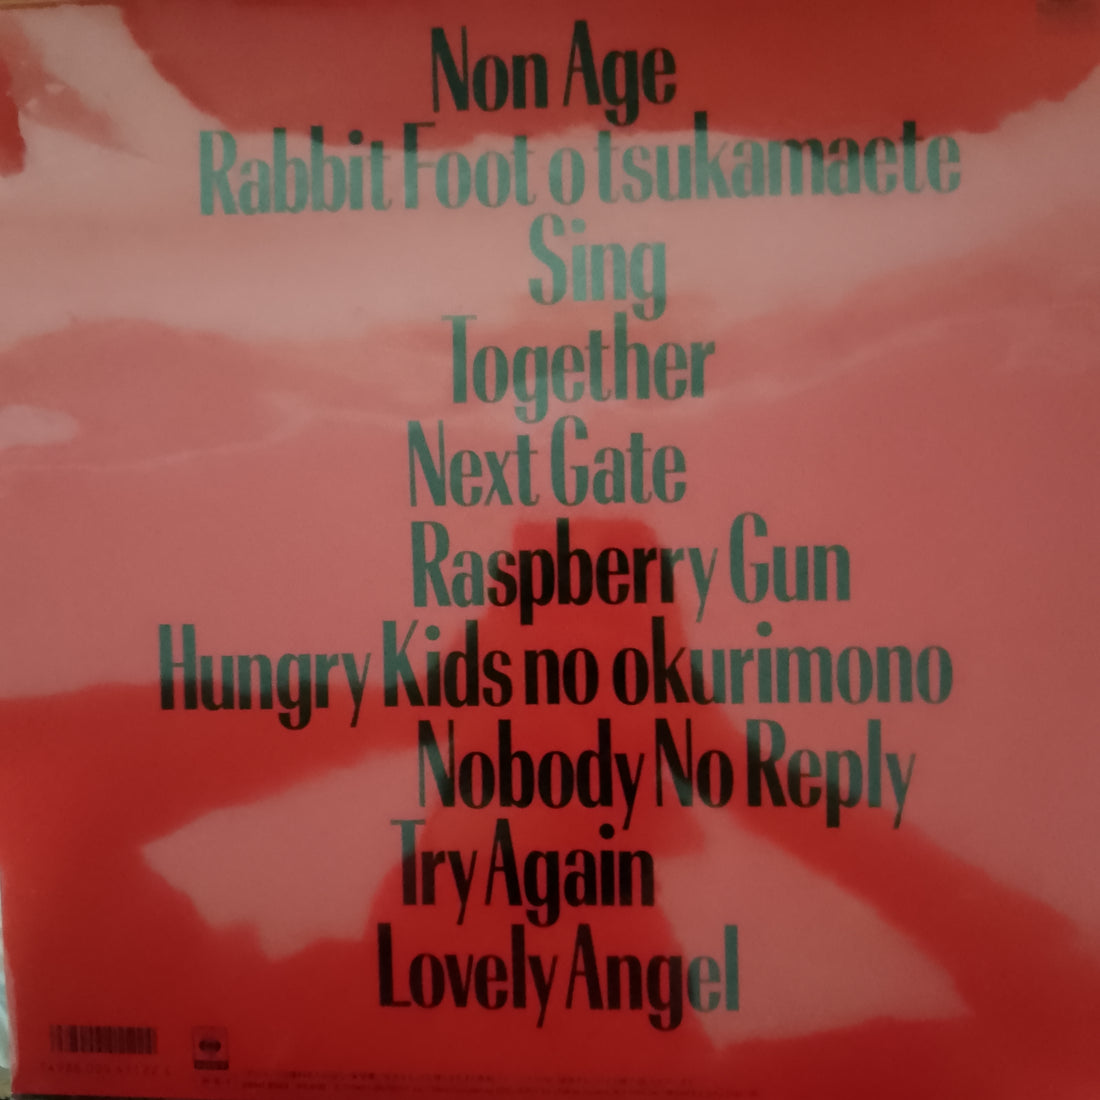 Non Age
Rabbit Foot o tsukamaete
Sing
Together
Next Gate
Raspberry Gun
Hungry Kids no okurimono
Nobody No Reply
Try Again
Lovely Angel